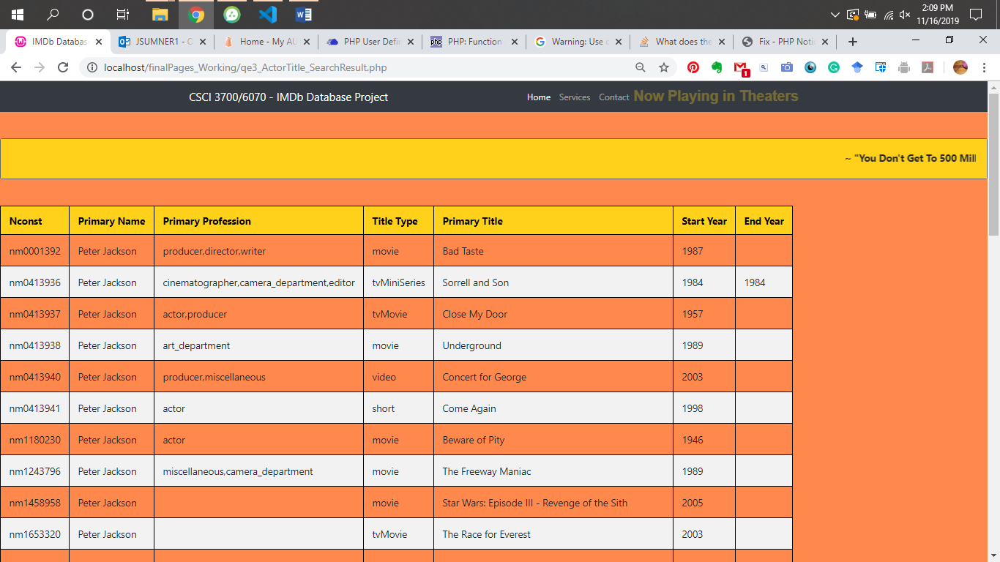 2:09 PM
11/16/2019
IMDb Databas
JSUMNER1 - O
Home - My AU
PHP User Defin
PHP: Function
Warning: Use o
What does the
Fix - PHP Notic
localhost/finalPages_Working/qe3_ActorTitle_SearchResult.php
1
CSCI 3700/6070 - IMDb Database Project Home Services Contact Now Playing in Theaters
~ "You Don't Get To 500 Mill
Nconst Primary Name Primary Profession Title Type Primary Title Start Year End Year
nm0001392 Peter Jackson producer,director,writer movie Bad Taste 1987
nm0413936 Peter Jackson cinematographer,camera_department,editor tvMiniSeries Sorrell and Son 1984 1984
nm0413937 Peter Jackson actor,producer tvMovie Close My Door 1957
nm0413938 Peter Jackson art_department movie Underground 1989
nm0413940 Peter Jackson producer,miscellaneous video Concert for George 2003
nm0413941 Peter Jackson actor short Come Again 1998
nm1180230 Peter Jackson actor movie Beware of Pity 1946
nm1243796 Peter Jackson miscellaneous,camera_department movie The Freeway Maniac 1989
nm1458958 Peter Jackson movie Star Wars: Episode III - Revenge of the Sith 2005
nm1653320 Peter Jackson tvMovie The Race for Everest 2003